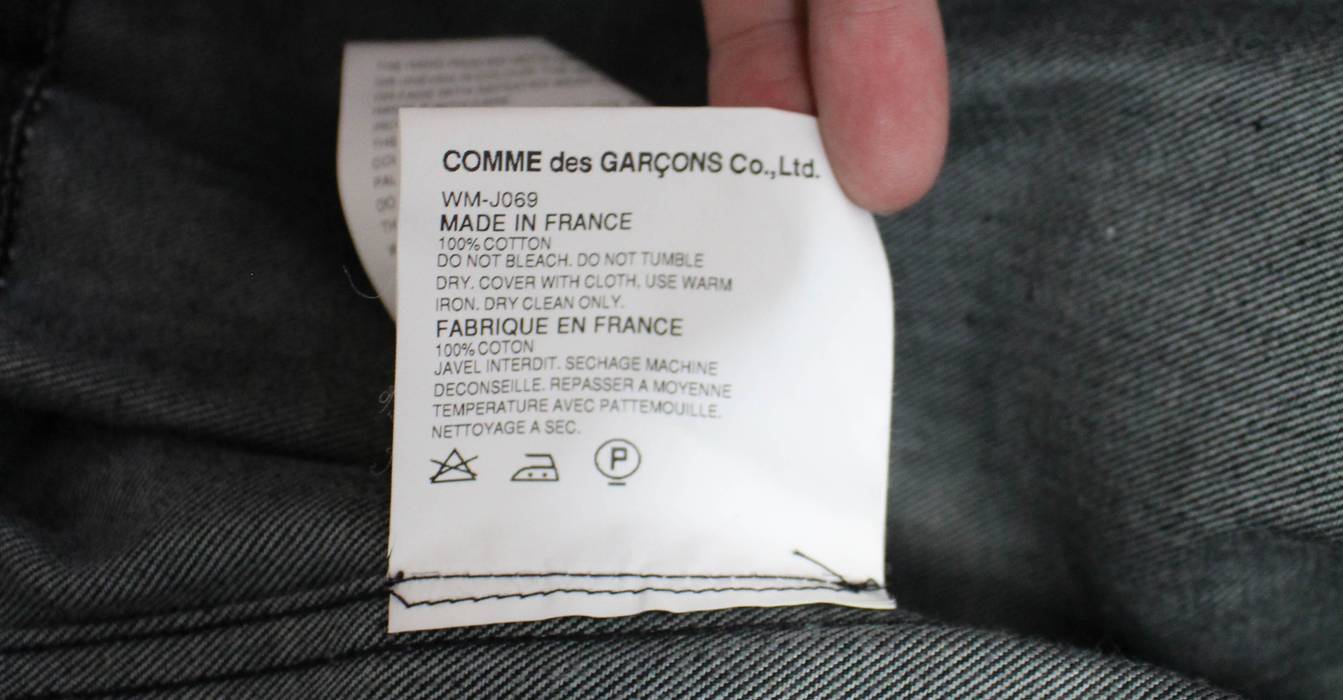 COMME des GARÇONS Co.,Ltd.
WM-J069
MADE IN FRANCE
100% COTTON
DO NOT BLEACH. DO NOT TUMBLE
DRY. COVER WITH CLOTH. USE WARM
IRON. DRY CLEAN ONLY.
FABRIQUE EN FRANCE
100% COTON
JAVEL INTERDIT. SECHAGE MACHINE
DECONSEILLE. REPASSER A MOYENNE
TEMPERATURE AVEC PATTEMOUILLE.
NETTOYAGE A SEC.
P